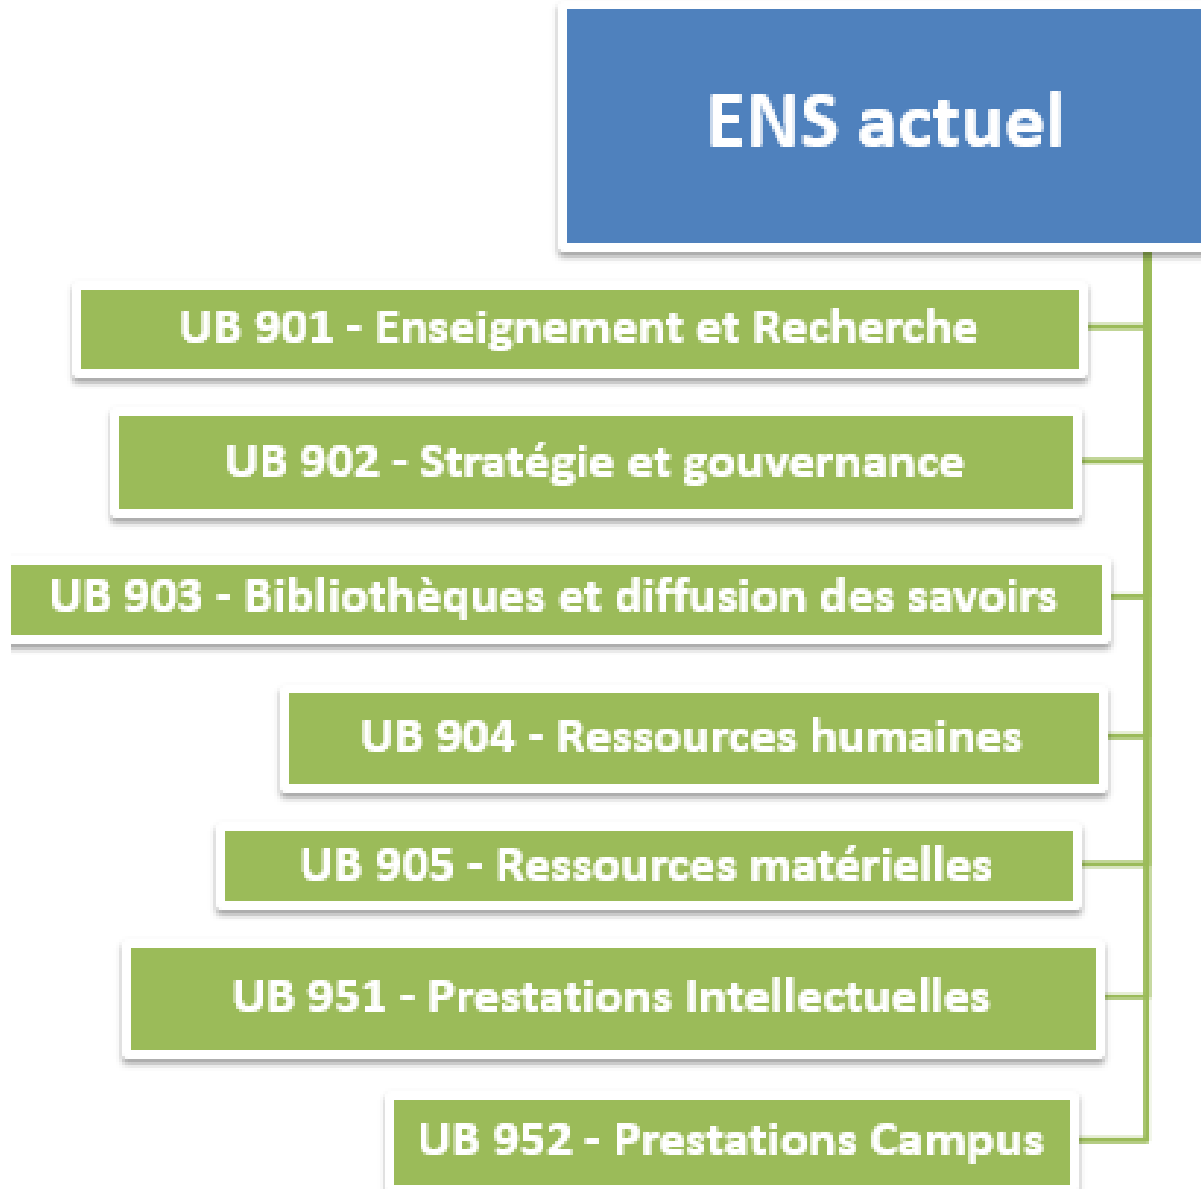 ENS actuel
UB 901 - Enseignement et Recherche
UB 902 - Stratégie et gouvernance
UB 903 - Bibliothèques et diffusion des savoirs
UB 904 - Ressources humaines
UB 905 - Ressources matérielles
UB 951 - Prestations Intellectuelles
UB 952 - Prestations Campus